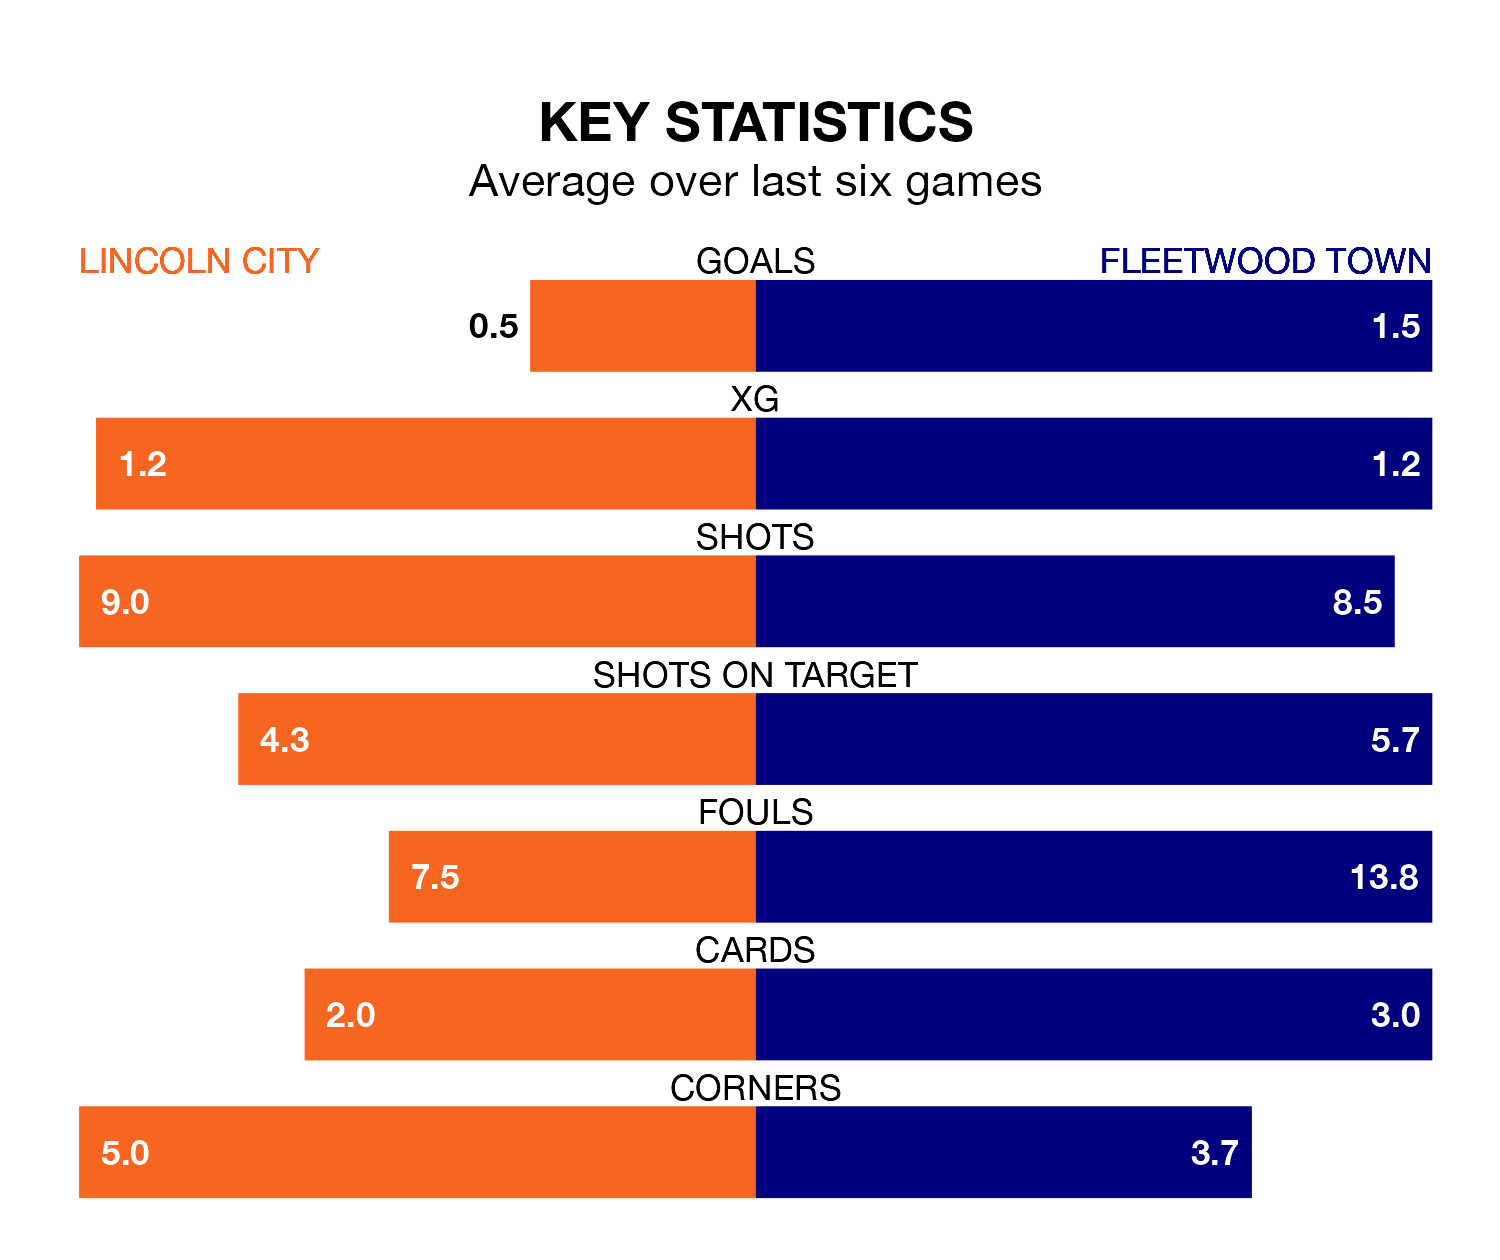 KEY STATISTICS
Average over last six games
LINCOLN CITY GOALS FLEETWOOD TOWN
0.5 1.5
XG
1.2 1.2
SHOTS
9.0 8.5
SHOTS ON TARGET
4.3 5.7
FOULS
7.5 13.8
CARDS
2.0 3.0
CORNERS
5.0 3.7